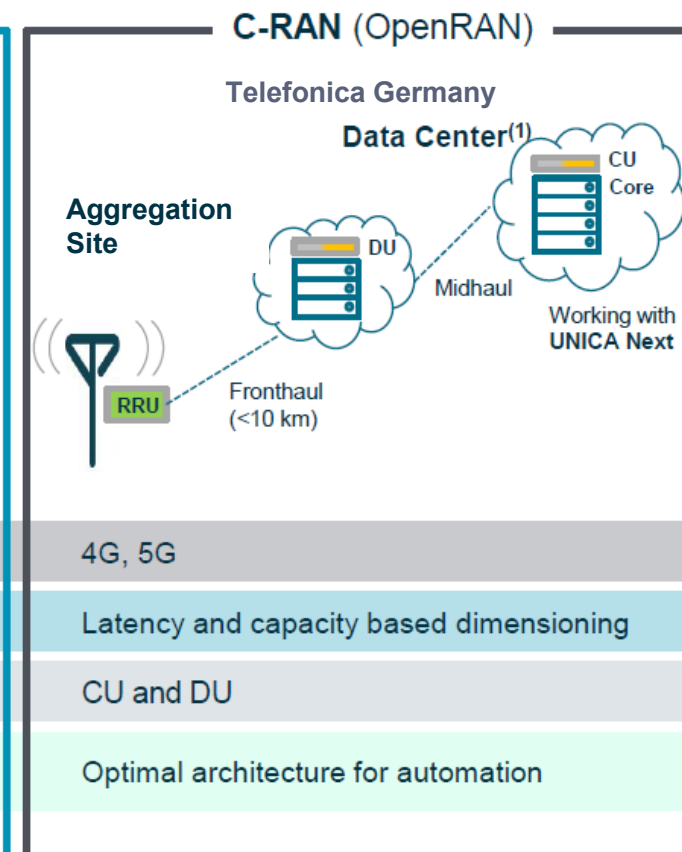 C-RAN (OpenRAN)
Telefonica Germany
Data Center(1)
CU
Core
Aggregation
Site
DU
Midhaul
Working with
UNICA Next
RRU
Fronthaul
(<10 km)
4G, 5G
Latency and capacity based dimensioning
CU and DU
Optimal architecture for automation